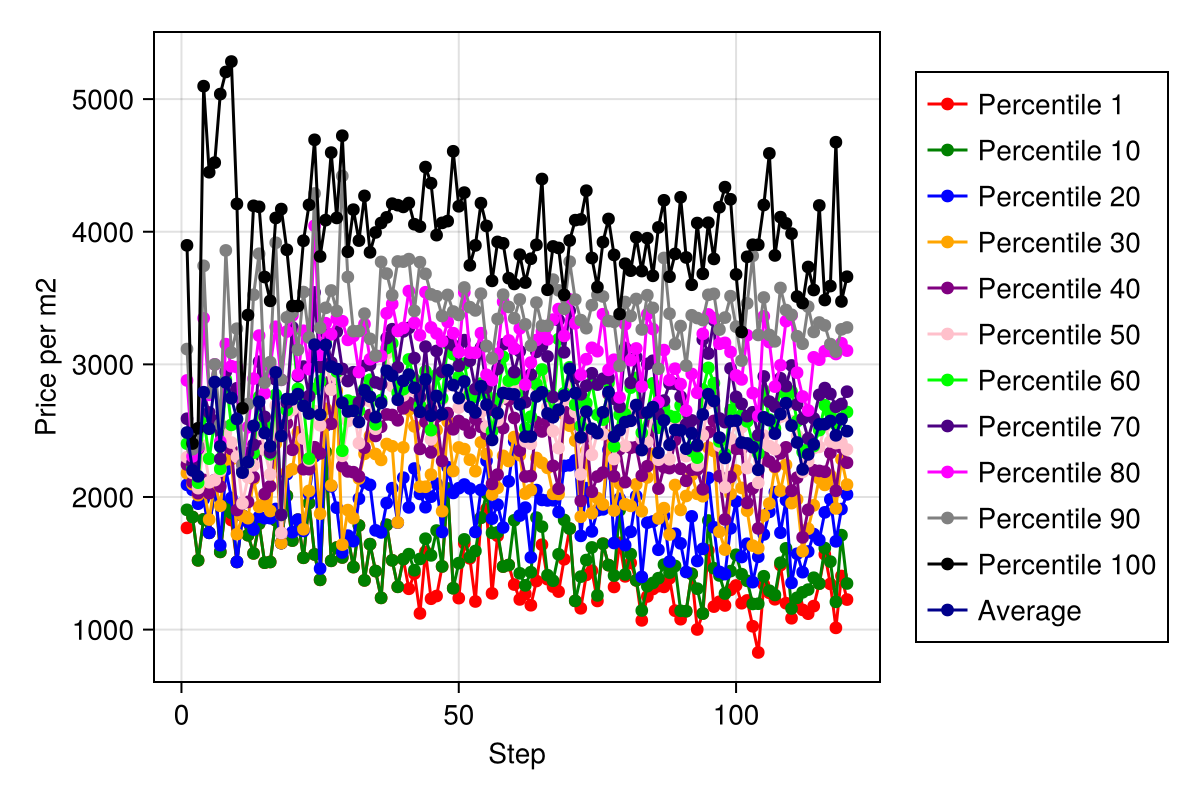 5000
4000
3000
2000
1000
Price per m2
0
50
100
Step
Percentile 1
Percentile 10
Percentile 20
Percentile 30
Percentile 40
Percentile 50
Percentile 60
Percentile 70
Percentile 80
Percentile 90
Percentile 100
Average